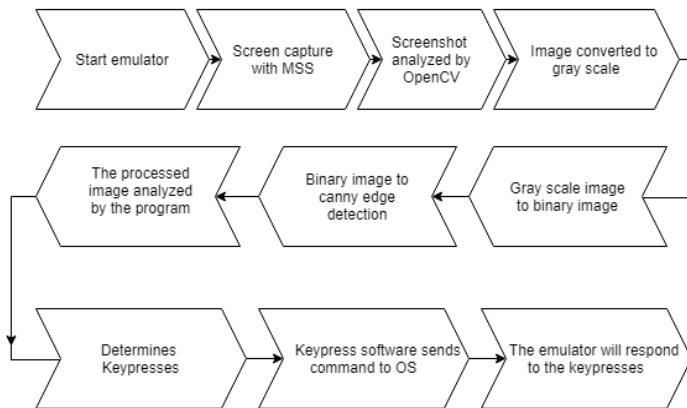 Start emulator
Screen capture
with MSS
Screenshot
analyzed by
OpenCV
Image converted to
gray scale
Gray scale image
to binary image
Binary image to
canny edge
detection
The processed
image analyzed
by the program
Determines
Keypresses
Keypress software sends
command to OS
The emulator will respond
to the keypresses